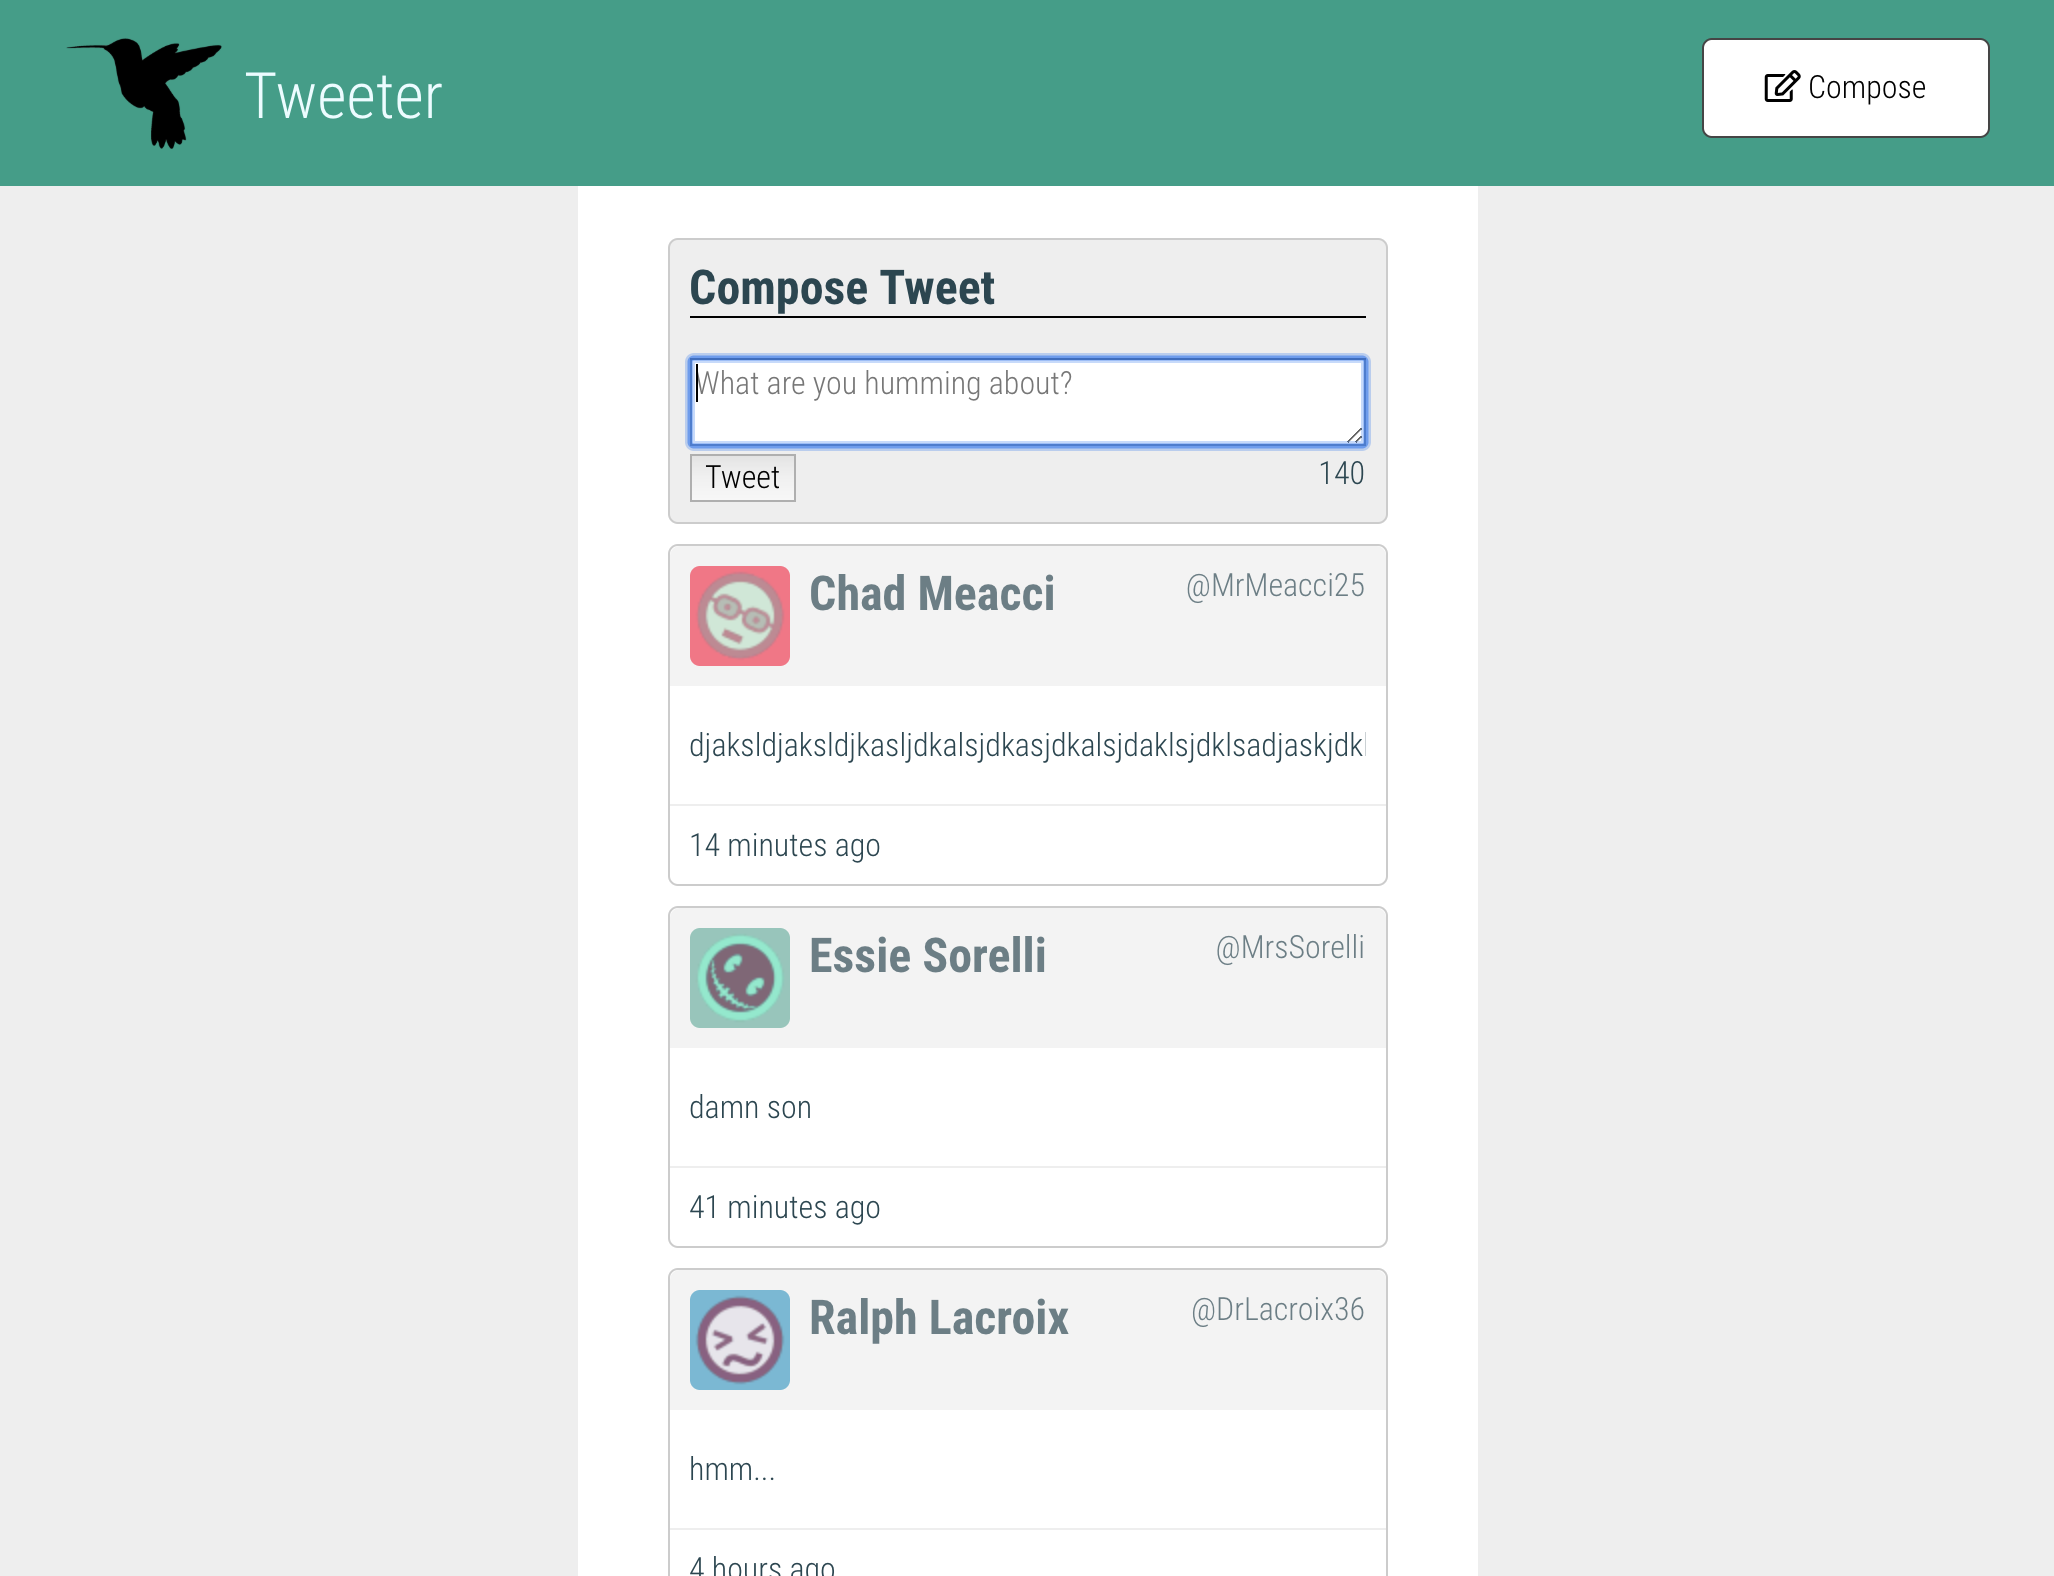 Tweeter
Compose
Compose Tweet
What are you humming about?
Tweet
140
Chad Meacci
@MrMeacci25
14 minutes ago
Essie Sorelli
@MrsSorelli
damn son
41 minutes ago
Ralph Lacroix
@DrLacroix36
hmm...
4 hours ago